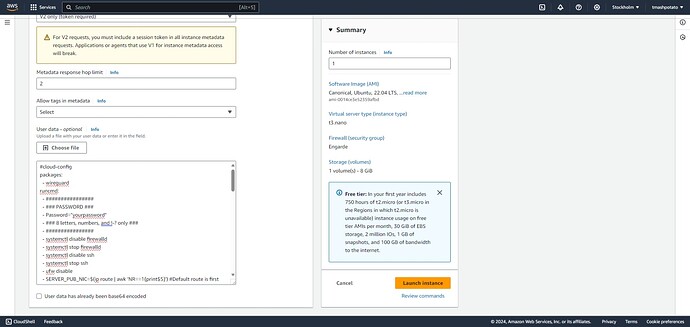 aws
Services
Search
[Alt+S]
Stockholm
tmashpotato
V2 only (token required)
For V2 requests, you must include a session token in all instance metadata
requests. Applications or agents that use V1 for instance metadata access
will break.
Metadata response hop limit Info
2
Allow tags in metadata Info
Select
User data - optional Info
Upload a file with your user data or enter it in the field.
Choose file
#cloud-config
packages:
- wireguard
runcmd:
- ################
- ### PASSWORD ###
- Password="yourpassword"
- ### 8 letters, numbers, and !-? only ###
- ################
- systemctl disable firewalld
- systemctl stop firewalld
- systemctl disable ssh
- systemctl stop ssh
- ufw disable
- SERVER_PUB_NIC=$(ip route | awk 'NR==1{print$5}') #Default route is first
User data has already been base64 encoded
Summary
Number of instances Info
1
Software Image (AMI)
Canonical, Ubuntu, 22.04 LTS, ...read more
Virtual server type (instance type)
t3.nano
Firewall (security group)
Engarde
Storage (volumes)
1 volume(s) - 8 GiB
Free tier: In your first year includes
750 hours of t2.micro (or t3.micro in
the Regions in which t2.micro is
unavailable) instance usage on free
tier AMIs per month, 30 GiB of EBS
storage, 2 million IOs, 1 GB of
snapshots, and 100 GB of bandwidth
to the internet.
Cancel
Launch instance
Review commands
CloudShell
Feedback
© 2024, Amazon Web Services, Inc. or its affiliates.
Privacy
Terms
Cookie preferences